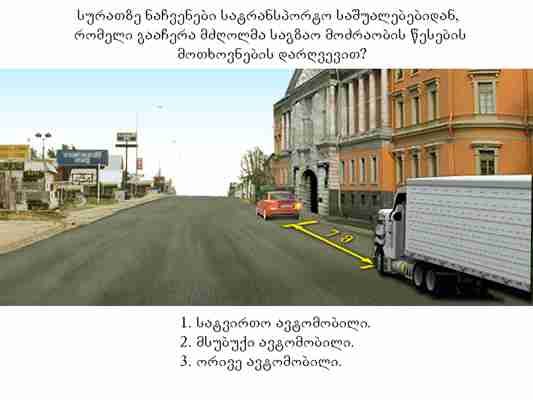 სურათზე ნაჩვენები სატრანსპორტო საშუალებებიდან,
რომელი გააჩერა მძღოლმა საგზაო მოძრაობის წესების
მოთხოვნების დარღვევით?
7 მ
1. სატვირთო ავტომობილი.
2. მსუბუქი ავტომობილი.
3. ორივე ავტომობილი.